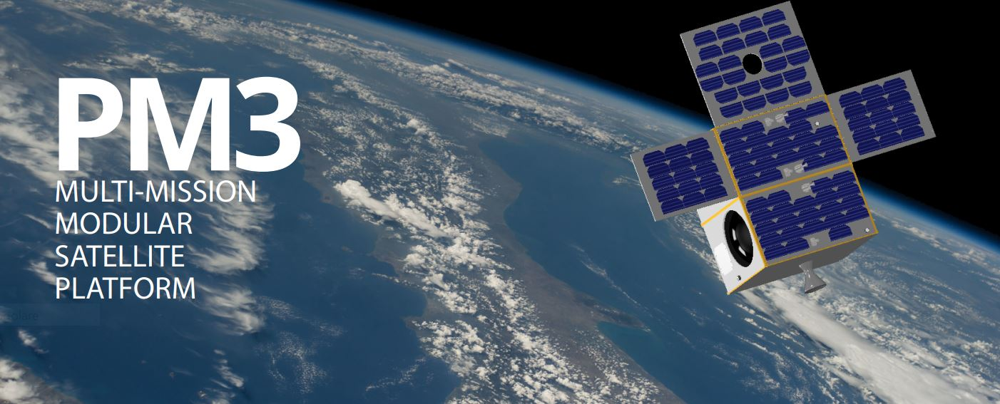 PM3
MULTI-MISSION
MODULAR
SATELLITE
PLATFORM